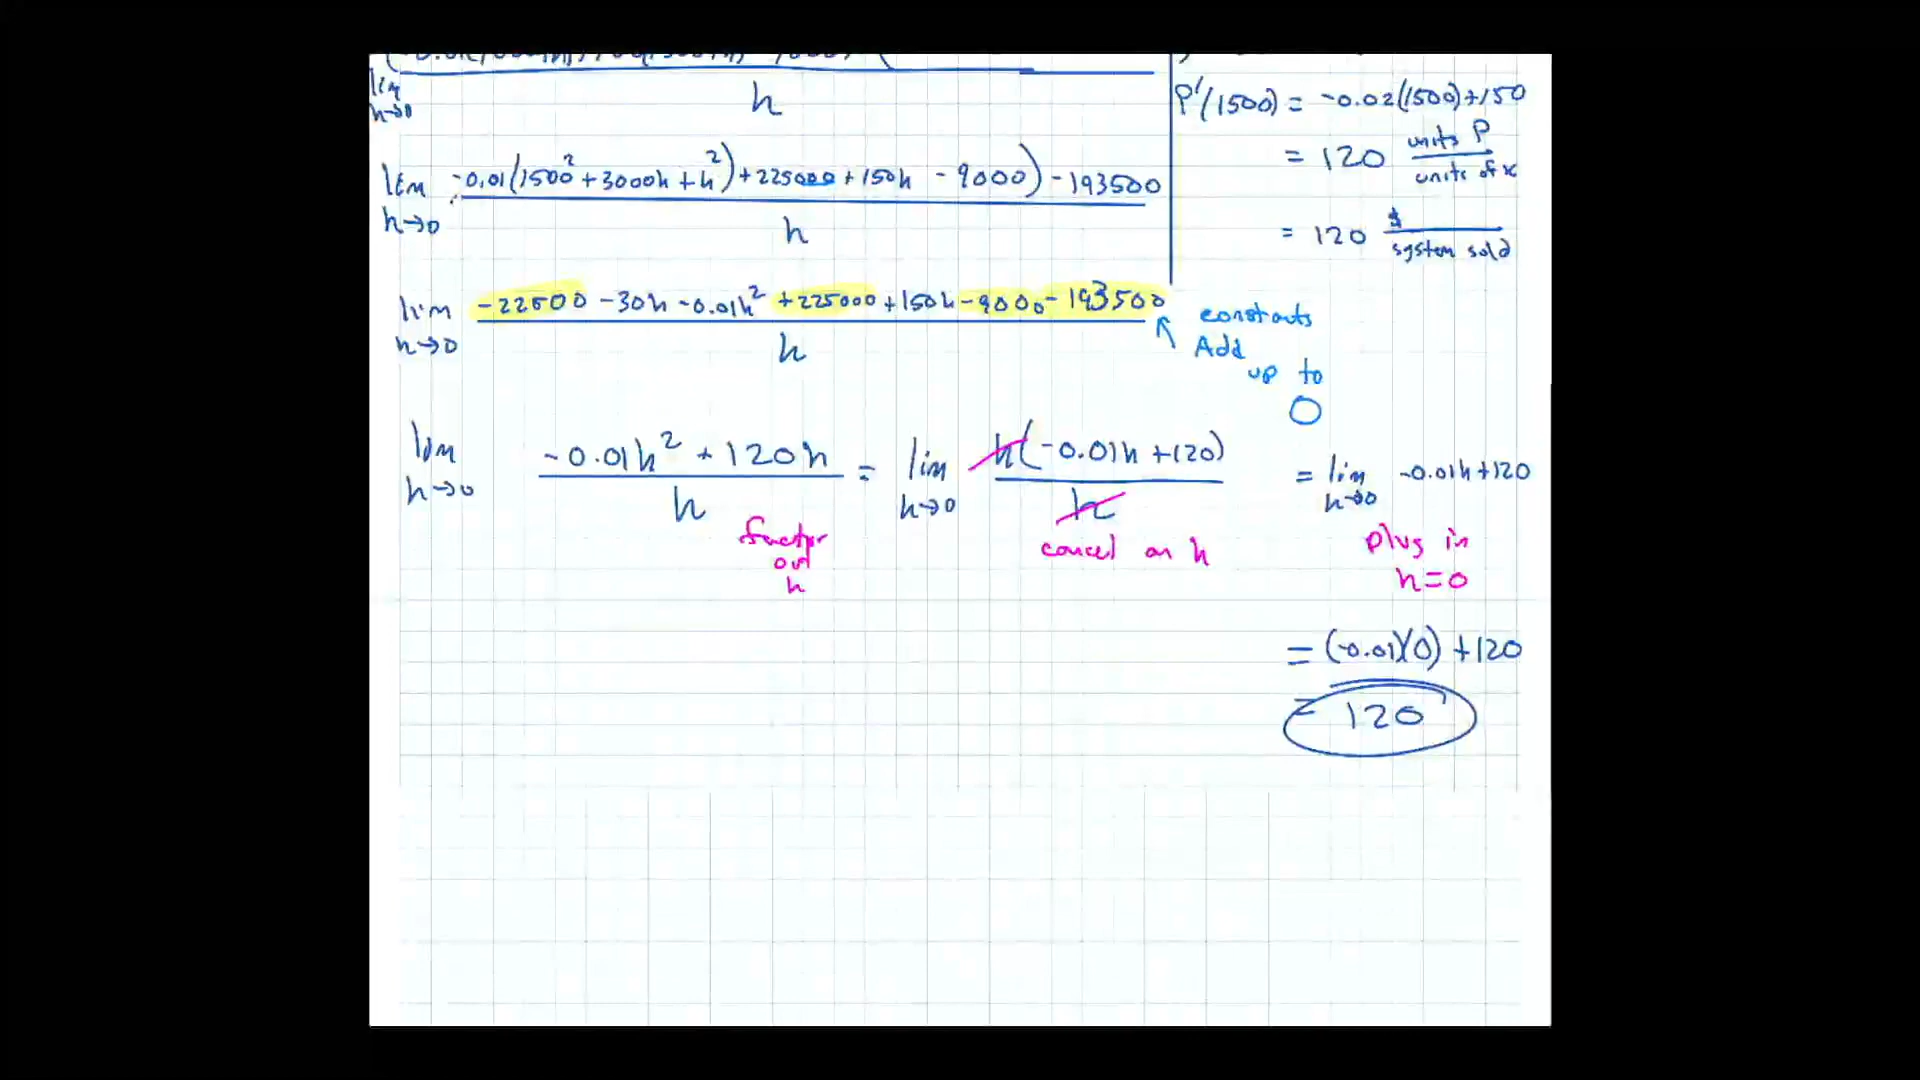 lim
h→0
h
lim -0.01(1500² + 3000h + h²) + 225000 + 150h - 9000) - 193500
h→0
h
lim -22500 - 30h - 0.01h² + 225000 + 150h - 9000 - 193500
h→0
h
constants
Add
up to
0
lim -0.01h² + 120h = lim h(-0.01h + 120) = lim -0.01h + 120
h→0 h h→0 h h→0
factor
out
h
cancel an h
plug in
h = 0
= (-0.01)(0) + 120
= 120
P'(1500) = -0.02(1500) + 150
= 120 units P
units of x
= 120 $
system sold